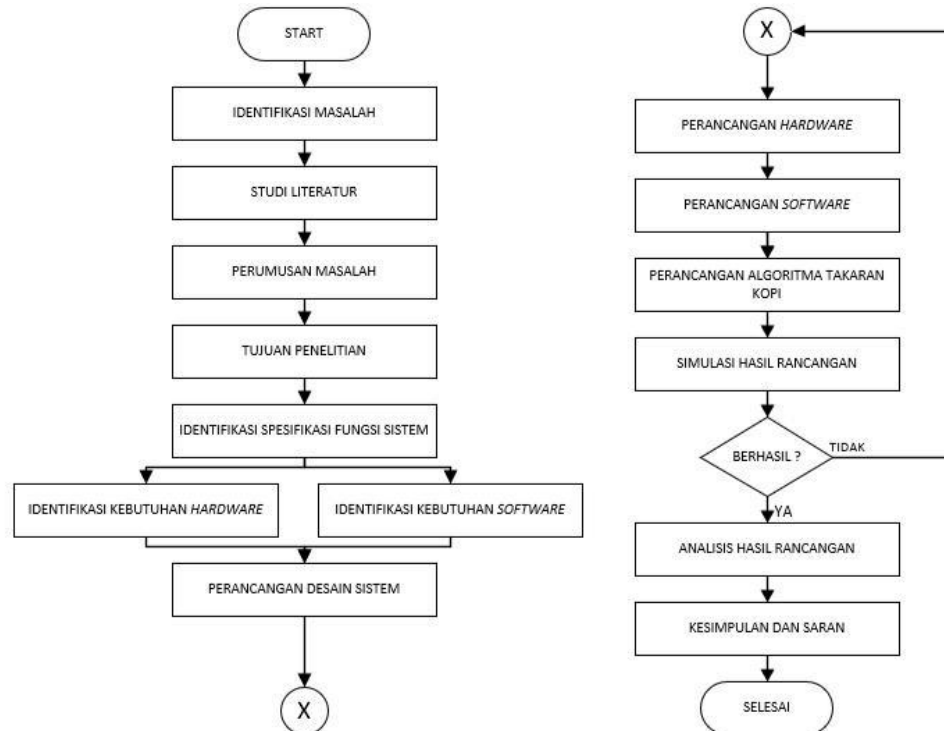 START
IDENTIFIKASI MASALAH
STUDI LITERATUR
PERUMUSAN MASALAH
TUJUAN PENELITIAN
IDENTIFIKASI SPESIFIKASI FUNGSI SISTEM
IDENTIFIKASI KEBUTUHAN HARDWARE
IDENTIFIKASI KEBUTUHAN SOFTWARE
PERANCANGAN DESAIN SISTEM
X
X
PERANCANGAN HARDWARE
PERANCANGAN SOFTWARE
PERANCANGAN ALGORITMA TAKARAN
KOPI
SIMULASI HASIL RANCANGAN
BERHASIL ?
TIDAK
YA
ANALISIS HASIL RANCANGAN
KESIMPULAN DAN SARAN
SELESAI